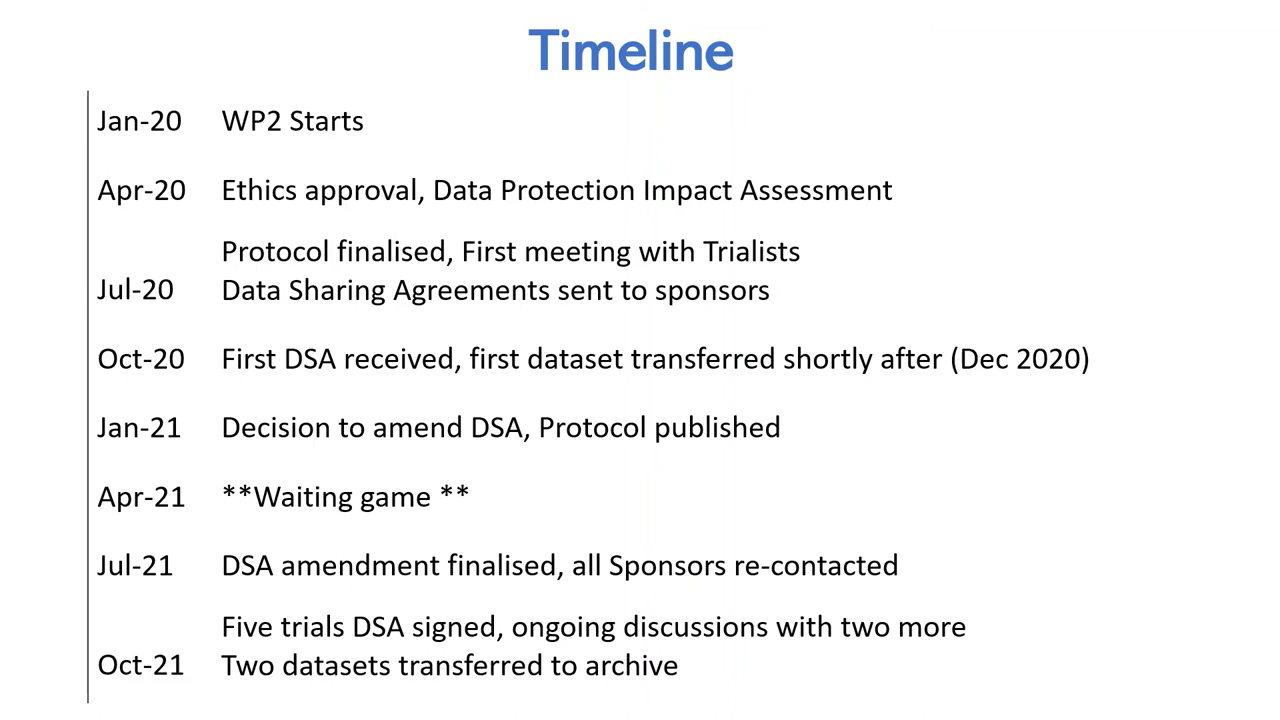 Timeline
Jan-20 WP2 Starts
Apr-20 Ethics approval, Data Protection Impact Assessment
Protocol finalised, First meeting with Trialists
Jul-20 Data Sharing Agreements sent to sponsors
Oct-20 First DSA received, first dataset transferred shortly after (Dec 2020)
Jan-21 Decision to amend DSA, Protocol published
Apr-21 **Waiting game **
Jul-21 DSA amendment finalised, all Sponsors re-contacted
Five trials DSA signed, ongoing discussions with two more
Oct-21 Two datasets transferred to archive